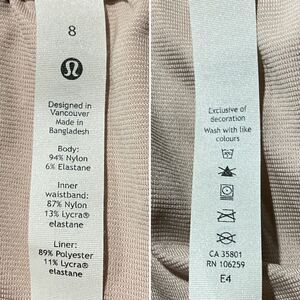 8
Designed in
Vancouver
Made in
Bangladesh
Body:
94% Nylon
6% Elastane
Inner
waistband:
87% Nylon
13% Lycra®
elastane
Liner:
89% Polyester
11% Lycra®
elastane
Exclusive of
decoration
Wash with like
colours
CA 35801
RN 106259
E4